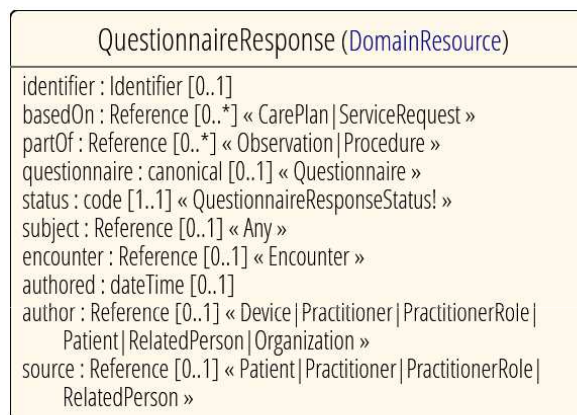 QuestionnaireResponse (DomainResource)
identifier : Identifier [0..1]
basedOn : Reference [0..*] « CarePlan|ServiceRequest »
partOf : Reference [0..*] « Observation|Procedure »
questionnaire : canonical [0..1] « Questionnaire »
status : code [1..1] « QuestionnaireResponseStatus! »
subject : Reference [0..1] « Any »
encounter : Reference [0..1] « Encounter »
authored : dateTime [0..1]
author : Reference [0..1] « Device|Practitioner|PractitionerRole|
Patient|RelatedPerson|Organization »
source : Reference [0..1] « Patient|Practitioner|PractitionerRole|
RelatedPerson »